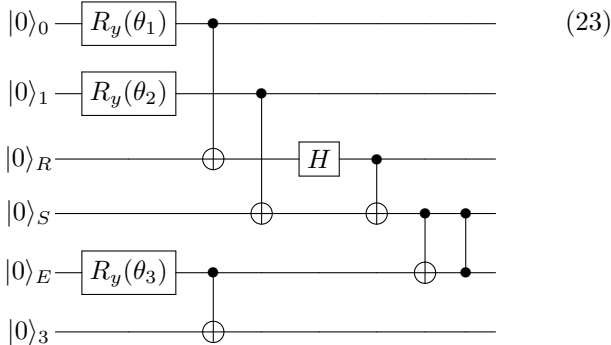 |0⟩₀ R_y(θ₁) (23)
|0⟩₁ R_y(θ₂)
|0⟩_R H
|0⟩_S
|0⟩_E R_y(θ₃)
|0⟩₃